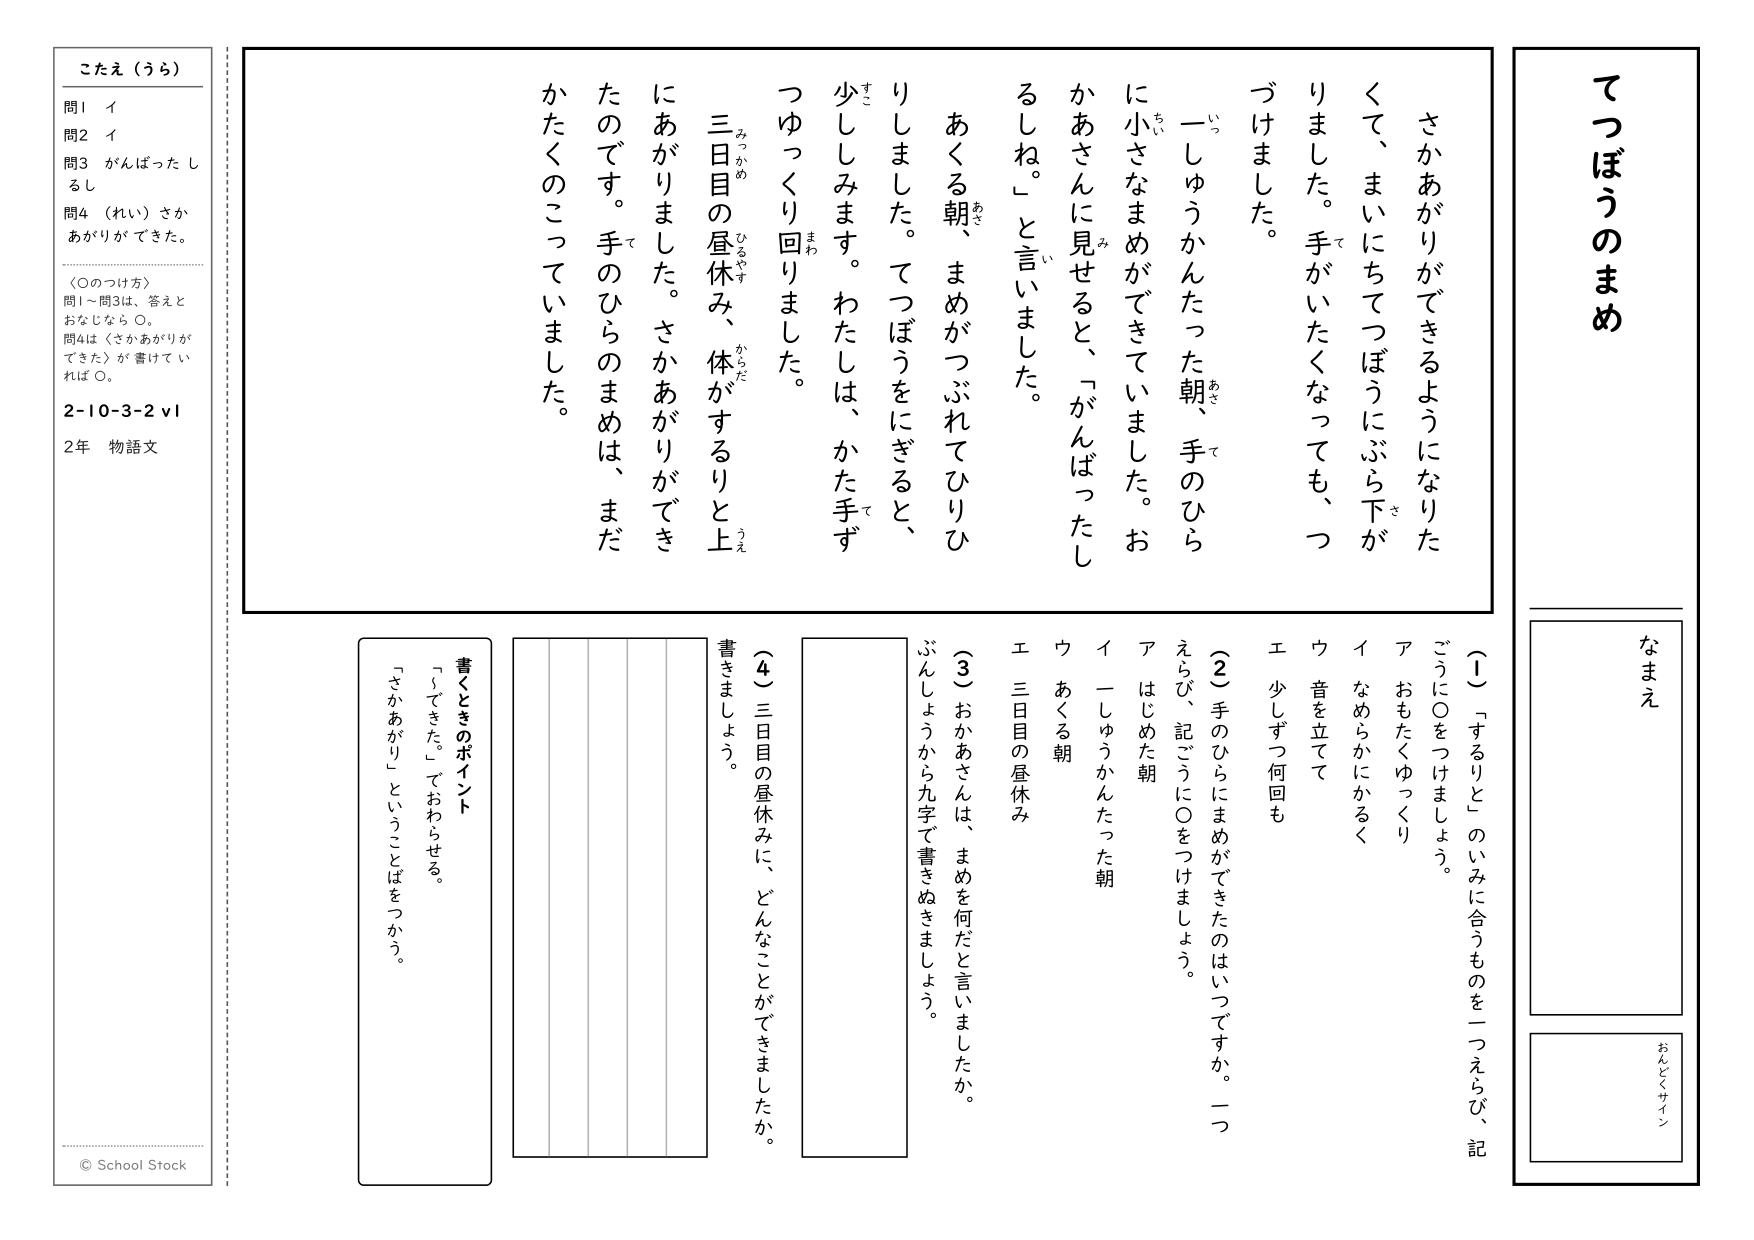 てつぼうのまめ
なまえ
おんどくサイン
さかあがりができるようになりた
くて、まいにちてつぼうにぶら下が
りました。手がいたくなっても、つ
づけました。
一しゅうかんたった朝、手のひら
に小さなまめができていました。お
かあさんに見せると、「がんばったし
るしね。」と言いました。
あくる朝、まめがつぶれてひりひ
りしました。てつぼうをにぎると、
少ししみます。わたしは、かた手ず
つゆっくり回りました。
三日目の昼休み、体がするりと上
にあがりました。さかあがりができ
たのです。手のひらのまめは、まだ
かたくのこっていました。
(1)「するりと」のいみに合うものを一つえらび、記
ごうに〇をつけましょう。
ア おもたくゆっくり
イ なめらかにかるく
ウ 音を立てて
エ 少しずつ何回も
(2)手のひらにまめができたのはいつですか。一つ
えらび、記ごうに〇をつけましょう。
ア はじめた朝
イ 一しゅうかんたった朝
ウ あくる朝
エ 三日目の昼休み
(3)おかあさんは、まめを何だと言いましたか。
ぶんしょうから九字で書きぬきましょう。
(4)三日目の昼休みに、どんなことができましたか。
書きましょう。
書くときのポイント
「〜できた。」でおわらせる。
「さかあがり」ということばをつかう。
こたえ（うら）
問1 イ
問2 イ
問3 がんばった し
るし
問4 （れい）さか
あがりが できた。
〈〇のつけ方〉
問1〜問3は、答えと
おなじなら 〇。
問4は〈さかあがりが
できた〉が 書けて い
れば 〇。
2-10-3-2 v1
2年 物語文
© School Stock